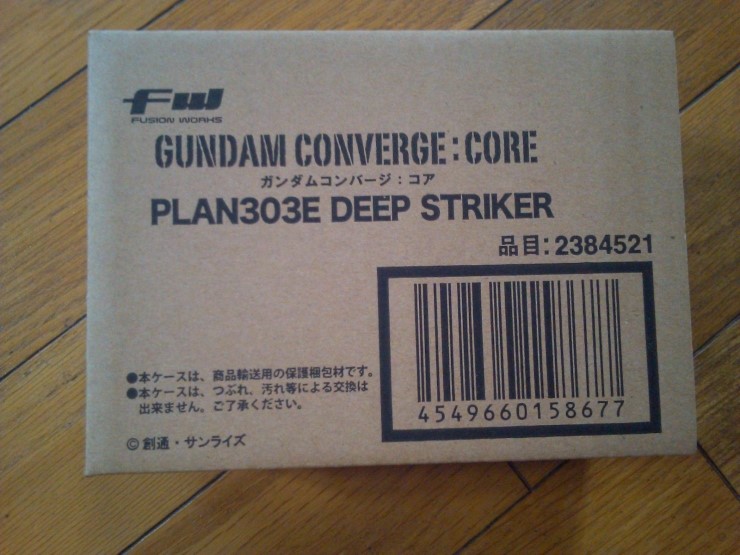 FW
FUSION WORKS
GUNDAM CONVERGE:CORE
ガンダムコンバージ：コア
PLAN303E DEEP STRIKER
品目:2384521
4549660158677
●本ケースは、商品輸送用の保護梱包材です。
●本ケースは、つぶれ、汚れ等による交換は
出来ません。ご了承ください。
©創通・サンライズ